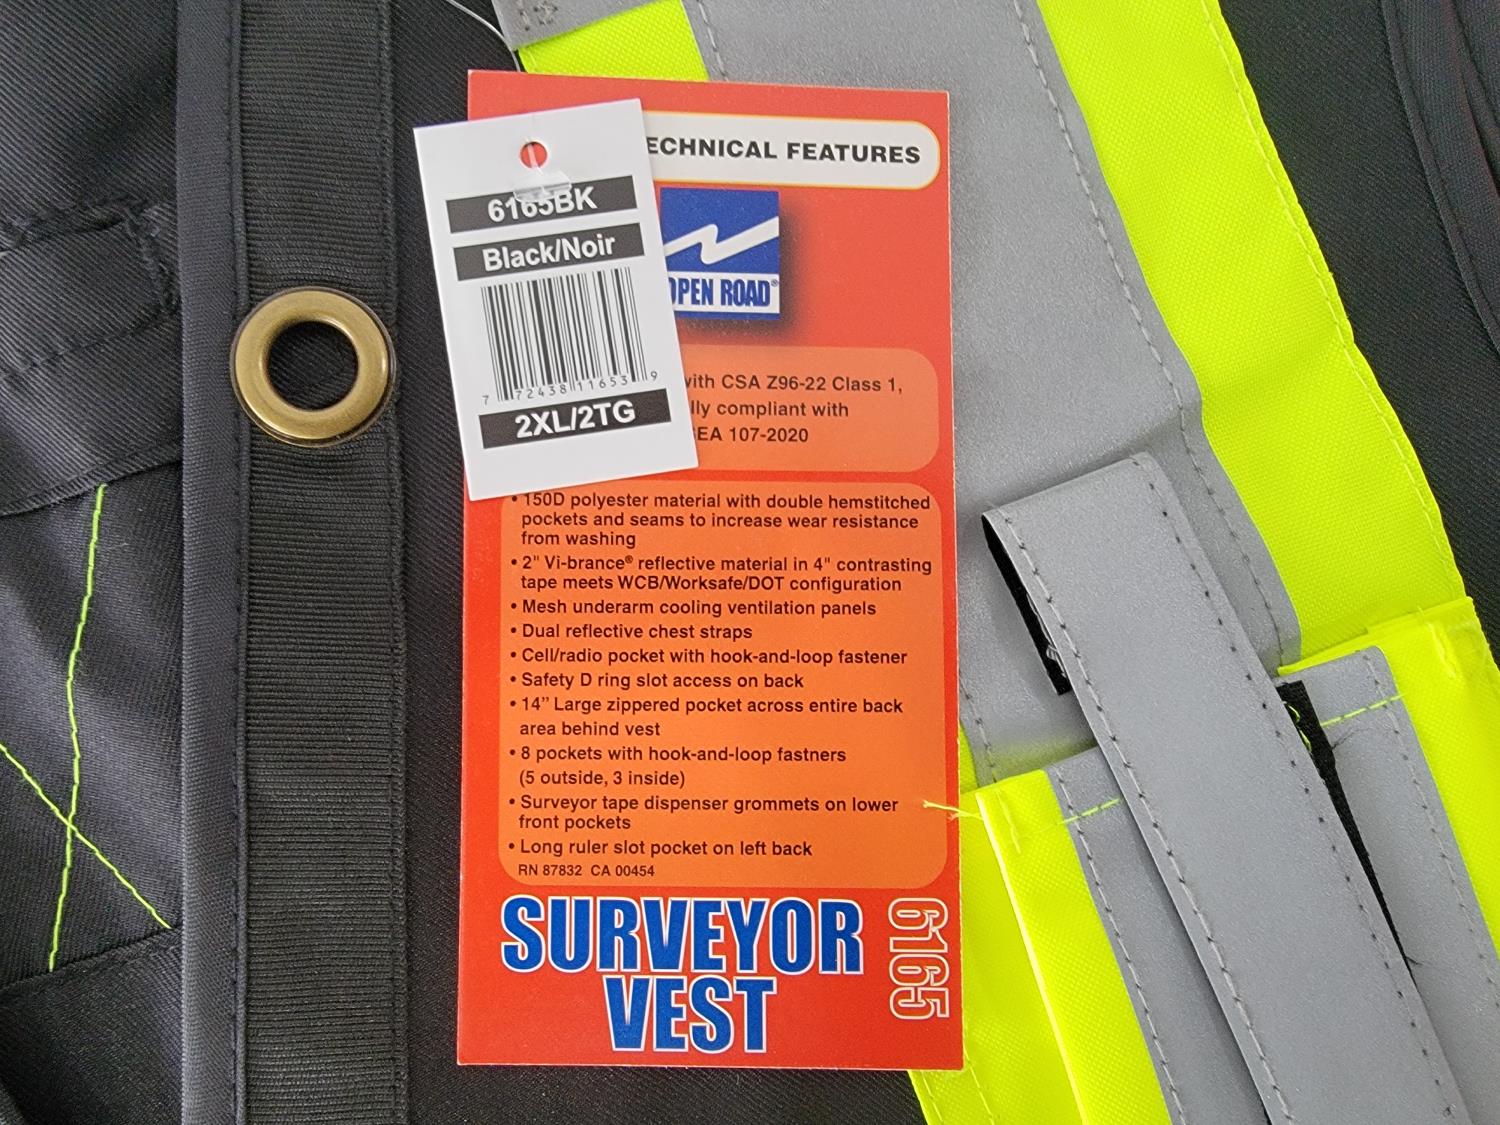 TECHNICAL FEATURES
6165BK
Black/Noir
7 72438 11653 9
2XL/2TG
OPEN ROAD®
with CSA Z96-22 Class 1,
compliant with
107-2020
• 150D polyester material with double hemstitched
pockets and seams to increase wear resistance
from washing
• 2" Vi-brance® reflective material in 4" contrasting
tape meets WCB/Worksafe/DOT configuration
• Mesh underarm cooling ventilation panels
• Dual reflective chest straps
• Cell/radio pocket with hook-and-loop fastener
• Safety D ring slot access on back
• 14” Large zippered pocket across entire back
area behind vest
• 8 pockets with hook-and-loop fastners
(5 outside, 3 inside)
• Surveyor tape dispenser grommets on lower
front pockets
• Long ruler slot pocket on left back
RN 87832 CA 00454
SURVEYOR
VEST
6165